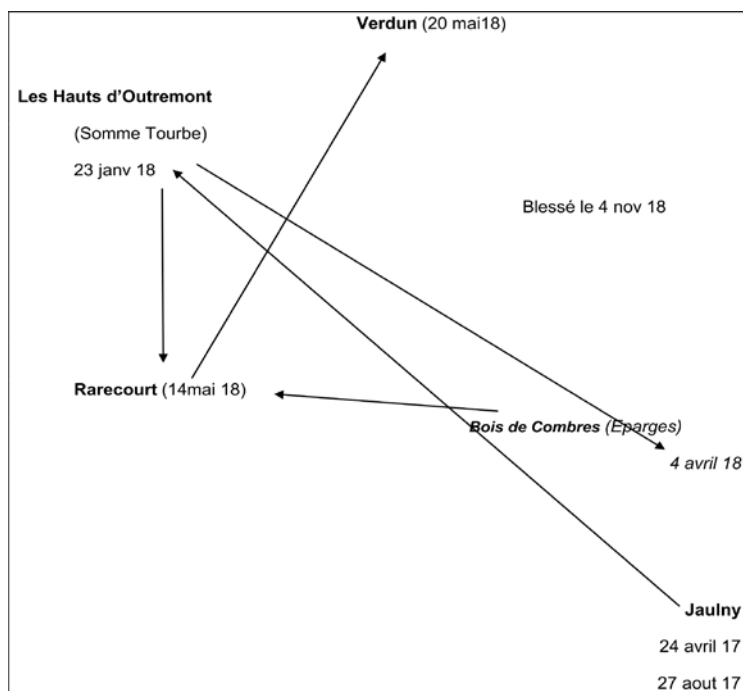 Verdun (20 mai18)
Les Hauts d'Outremont
(Somme Tourbe)
23 janv 18
Blessé le 4 nov 18
Rarecourt (14mai 18)
Bois de Combres (Eparges)
4 avril 18
Jaulny
24 avril 17
27 aout 17